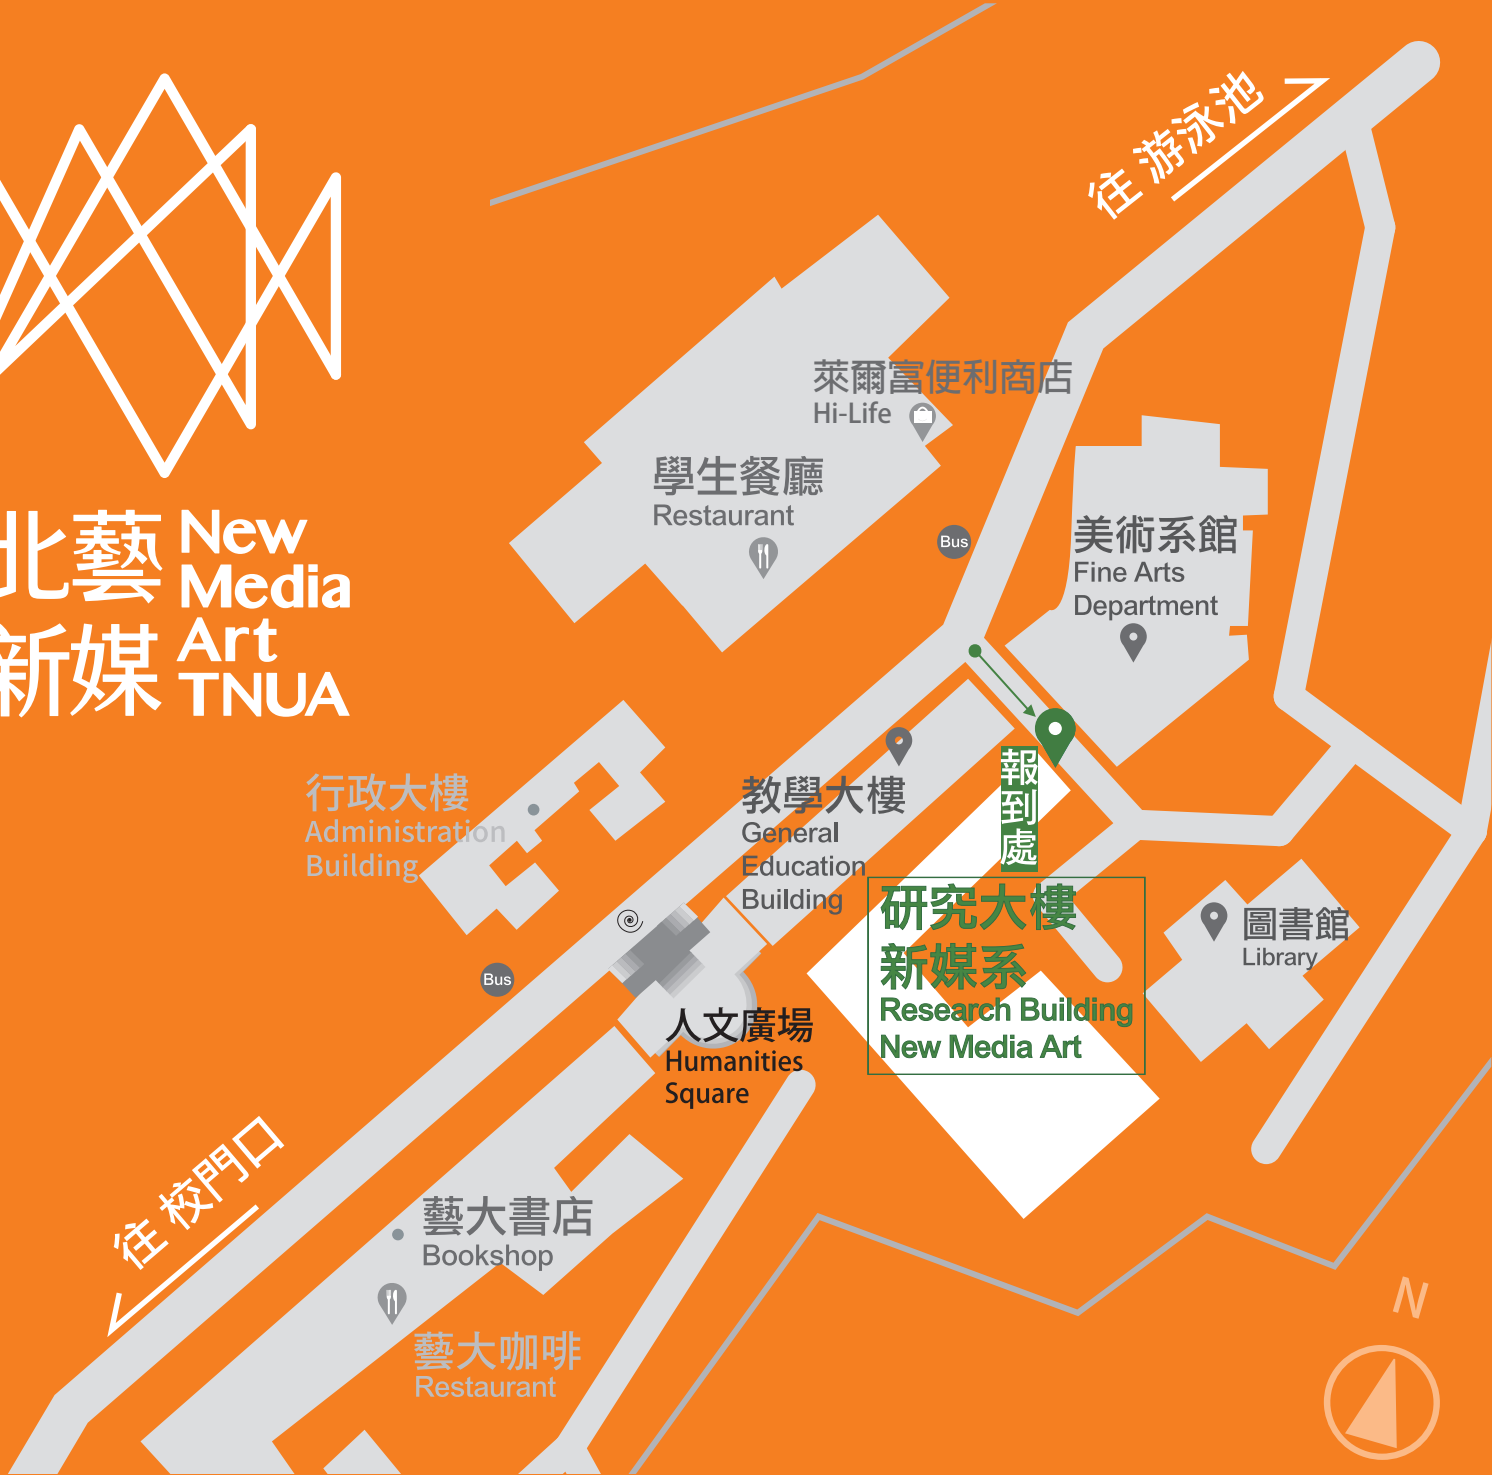 往 游泳池
萊爾富便利商店
Hi-Life
學生餐廳
Restaurant
Bus
美術系館
Fine Arts
Department
北藝
新媒
New
Media
Art
TNUA
行政大樓
Administration
Building
教學大樓
General
Education
Building
報到處
研究大樓
新媒系
Research Building
New Media Art
圖書館
Library
Bus
人文廣場
Humanities
Square
往 校門口
藝大書店
Bookshop
藝大咖啡
Restaurant
N